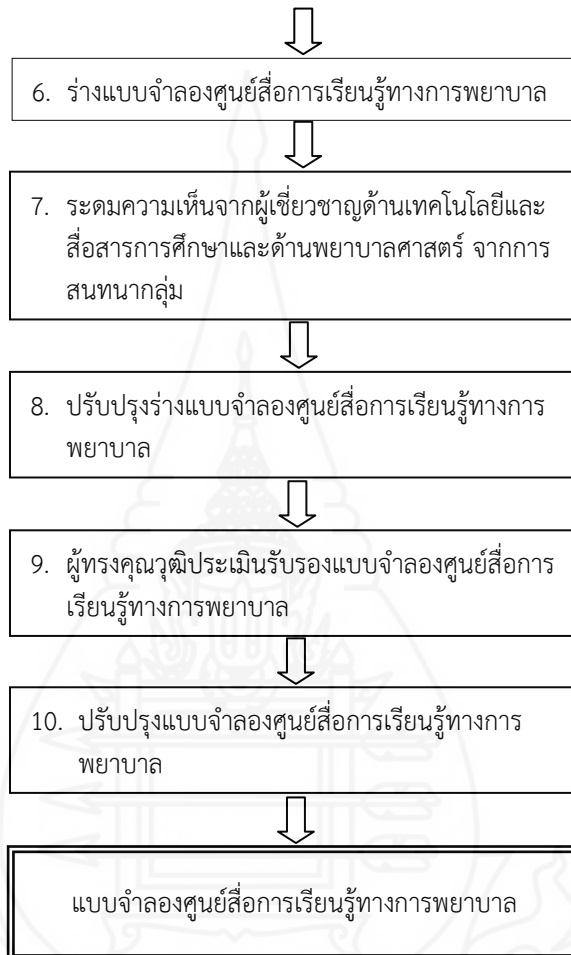 6. ร่างแบบจำลองศูนย์สื่อการเรียนรู้ทางการพยาบาล
7. ระดมความเห็นจากผู้เชี่ยวชาญด้านเทคโนโลยีและ
สื่อสารการศึกษาและด้านพยาบาลศาสตร์ จากการ
สนทนากลุ่ม
8. ปรับปรุงร่างแบบจำลองศูนย์สื่อการเรียนรู้ทางการ
พยาบาล
9. ผู้ทรงคุณวุฒิประเมินรับรองแบบจำลองศูนย์สื่อการ
เรียนรู้ทางการพยาบาล
10. ปรับปรุงแบบจำลองศูนย์สื่อการเรียนรู้ทางการ
พยาบาล
แบบจำลองศูนย์สื่อการเรียนรู้ทางการพยาบาล